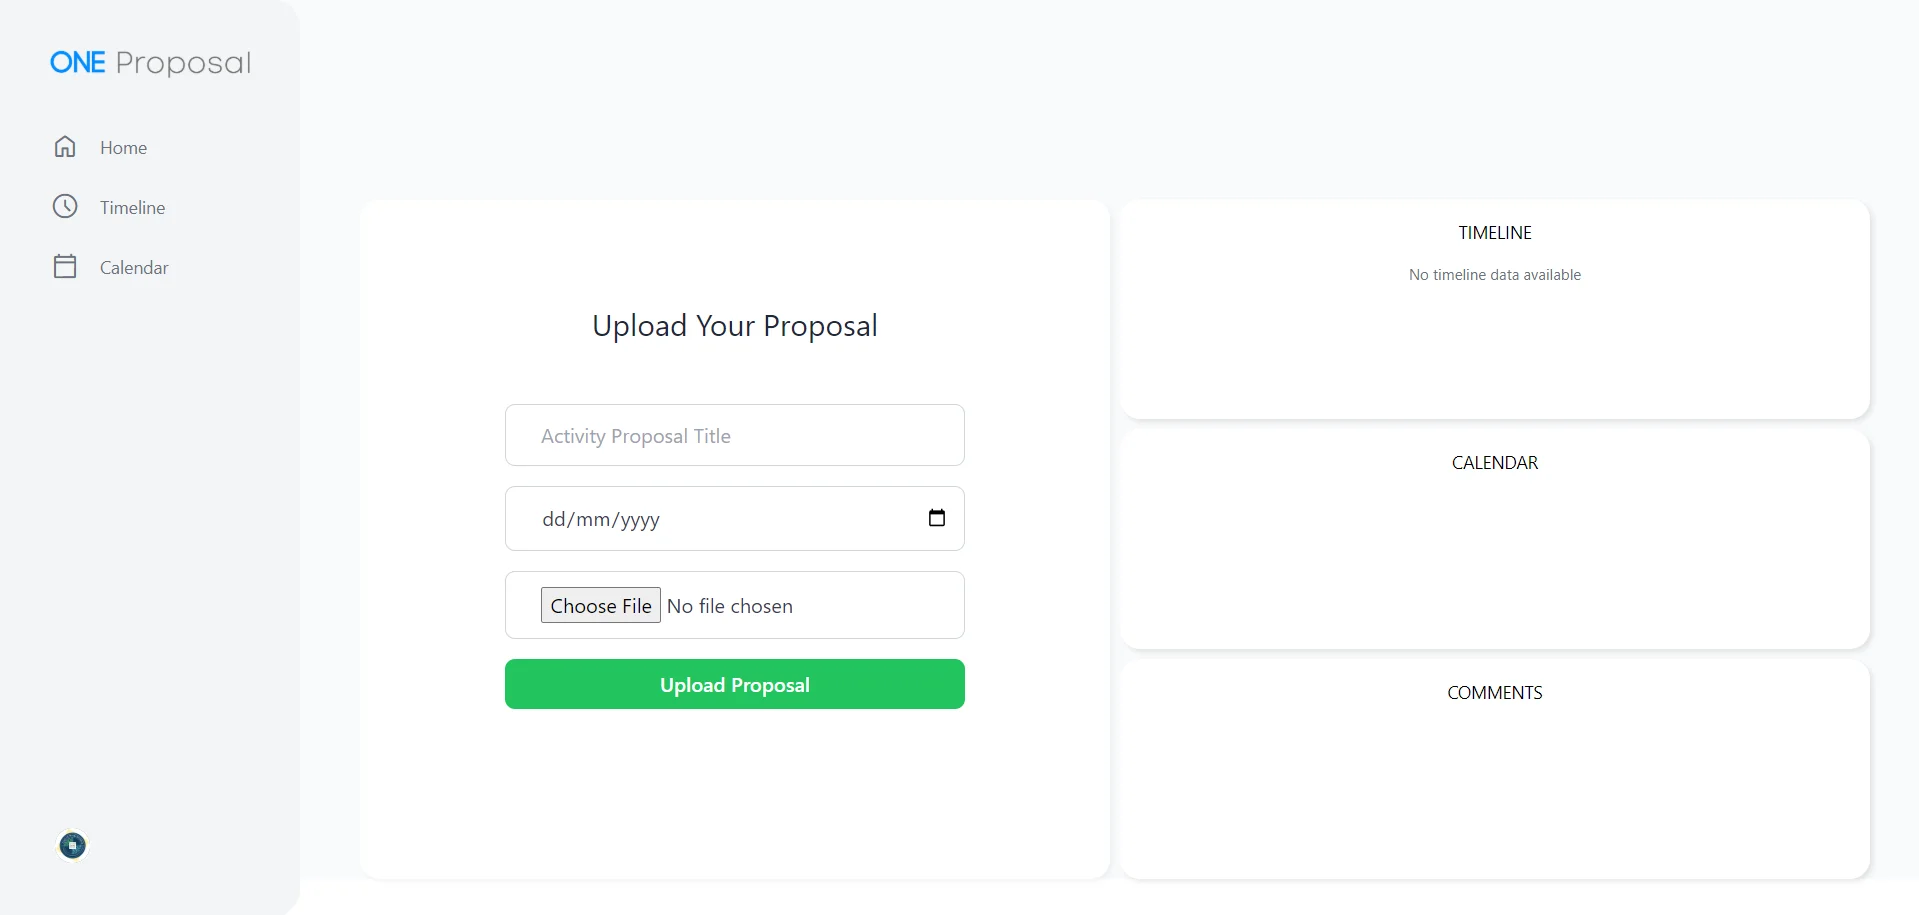 ONE Proposal
Home
Timeline
Calendar
Upload Your Proposal
Activity Proposal Title
dd/mm/yyyy
Choose File No file chosen
Upload Proposal
TIMELINE
No timeline data available
CALENDAR
COMMENTS